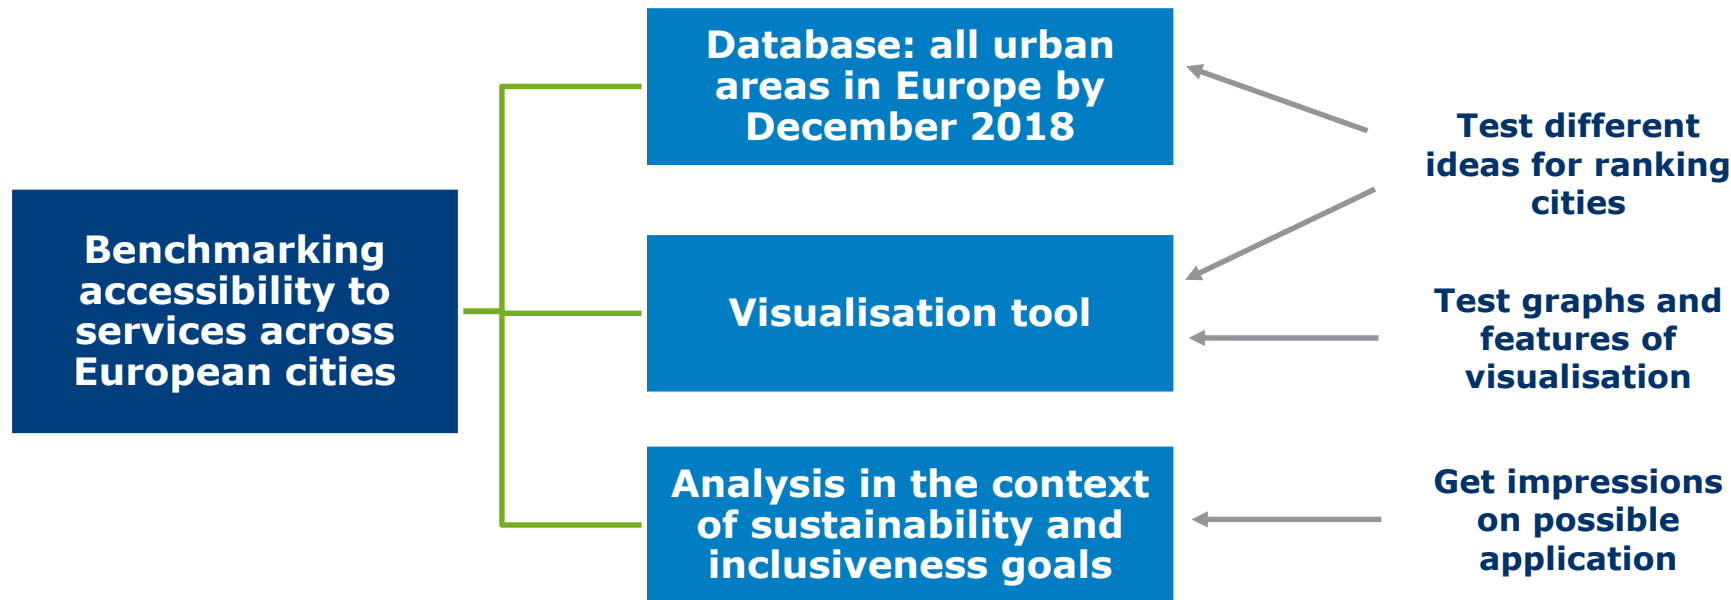 Benchmarking
accessibility to
services across
European cities
Database: all urban
areas in Europe by
December 2018
Visualisation tool
Analysis in the context
of sustainability and
inclusiveness goals
Test different
ideas for ranking
cities
Test graphs and
features of
visualisation
Get impressions
on possible
application